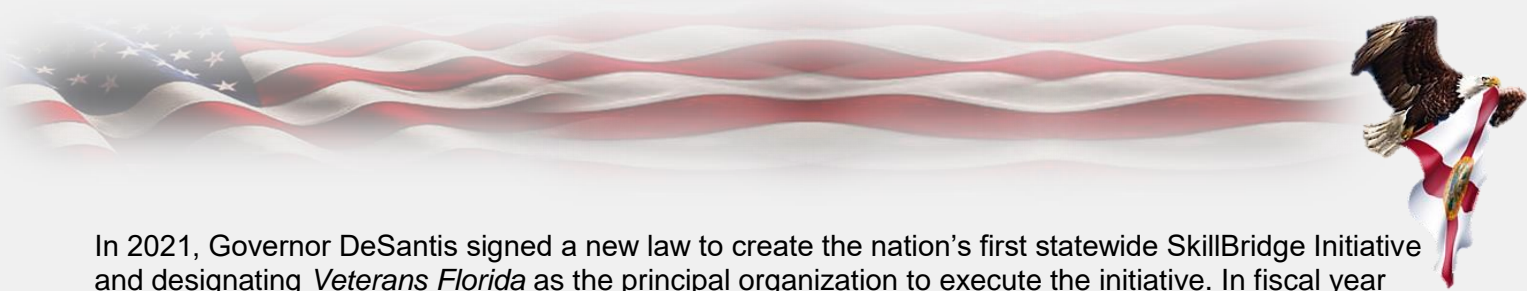 In 2021, Governor DeSantis signed a new law to create the nation’s first statewide SkillBridge Initiative
and designating Veterans Florida as the principal organization to execute the initiative. In fiscal year